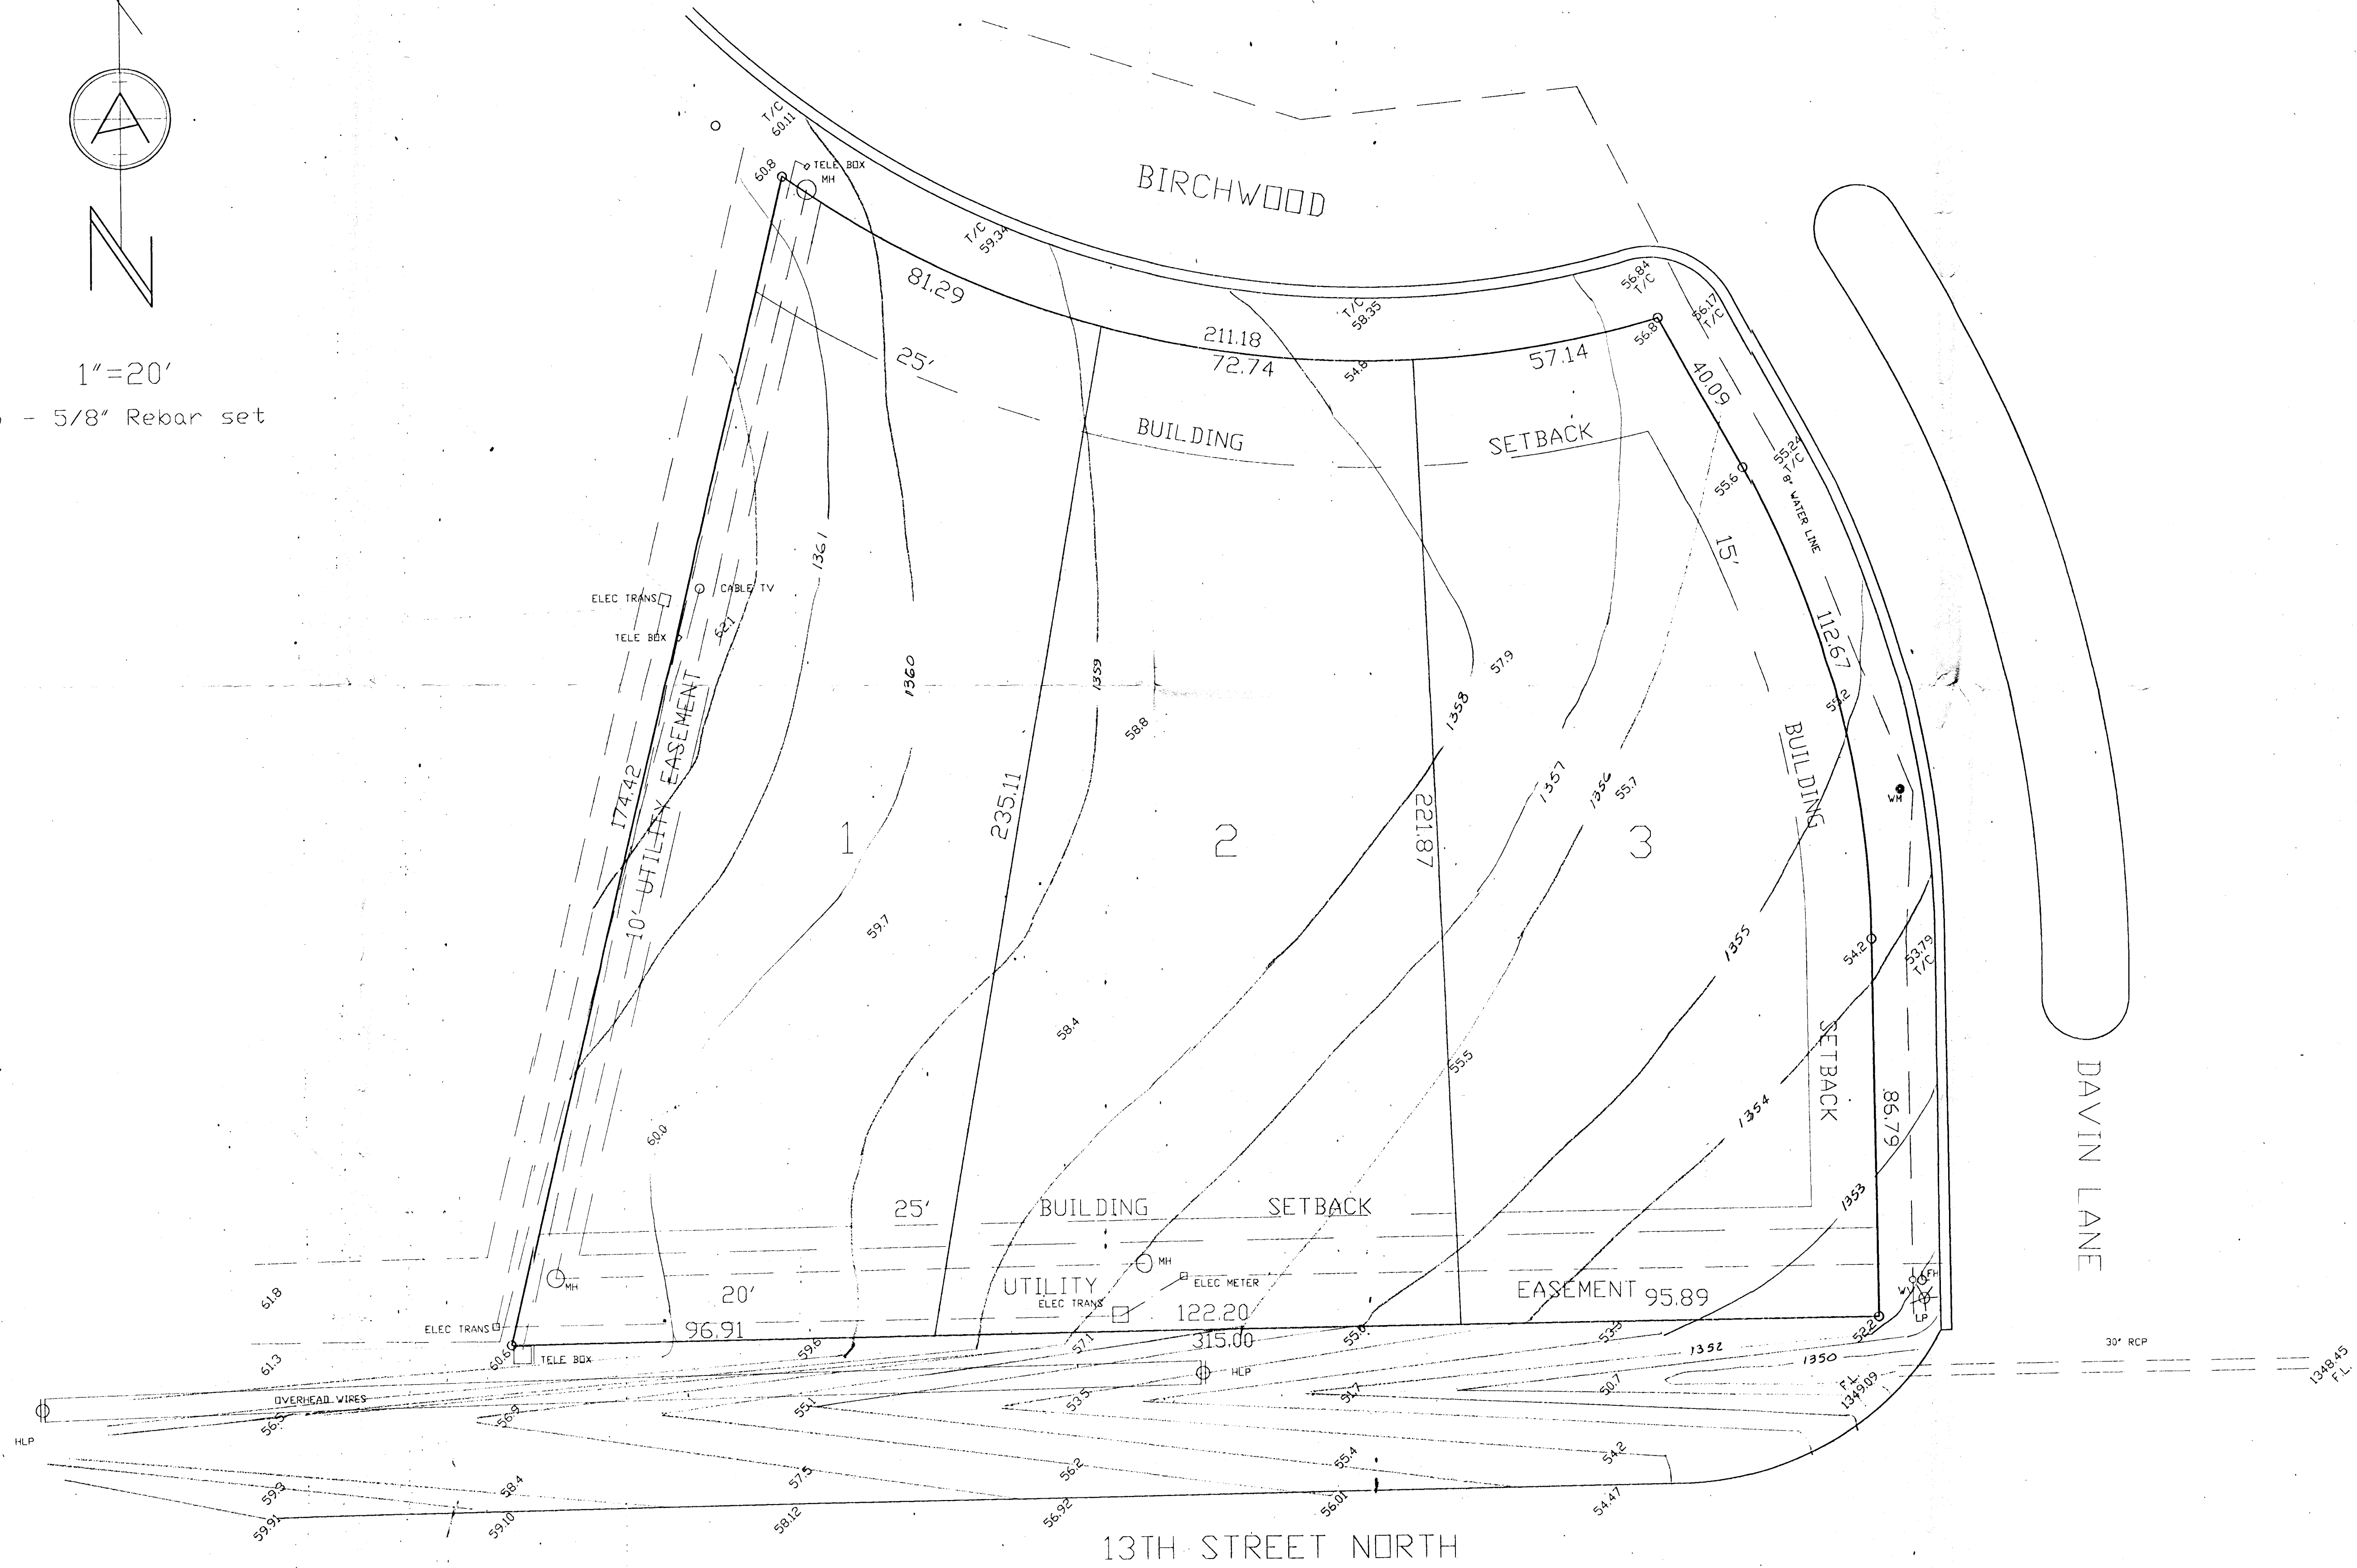 A
N
1"=20'
- 5/8" Rebar set
T/C
60.11
60.8
TELE BOX
MH
BIRCHWOOD
T/C
59.34
81.29
25'
211.18
72.74
T/C
58.35
54.8
57.14
56.84
T/C
56.17
T/C
56.8
40.09
BUILDING
SETBACK
55.24
T/C
8" WATER LINE
55.6
15'
1361
ELEC TRANS
CABLE TV
TELE BOX
62.1
112.67
1360
1359
58.8
57.9
1358
55.2
174.42
10' UTILITY EASEMENT
235.11
221.87
1357
1356
55.7
BUILDING
WM
1
2
3
59.7
1355
54.2
53.79
T/C
58.4
55.5
SETBACK
86.79
DAVIN LANE
60.0
1354
1353
25'
BUILDING
SETBACK
MH
MH
ELEC METER
20'
UTILITY
ELEC TRANS
EASEMENT
95.89
WV
FH
LP
61.8
ELEC TRANS
96.91
122.20
315.00
61.3
60.6
TELE BOX
59.6
57.1
55.0
53.3
52.2
1352
1350
30" RCP
1348.45
F.L.
HLP
OVERHEAD WIRES
HLP
56.5
56.9
55.1
53.5
51.7
50.7
F.L.
1349.09
59.3
58.4
57.5
56.2
55.4
54.2
59.91
59.10
58.12
56.92
56.01
54.47
13TH STREET NORTH